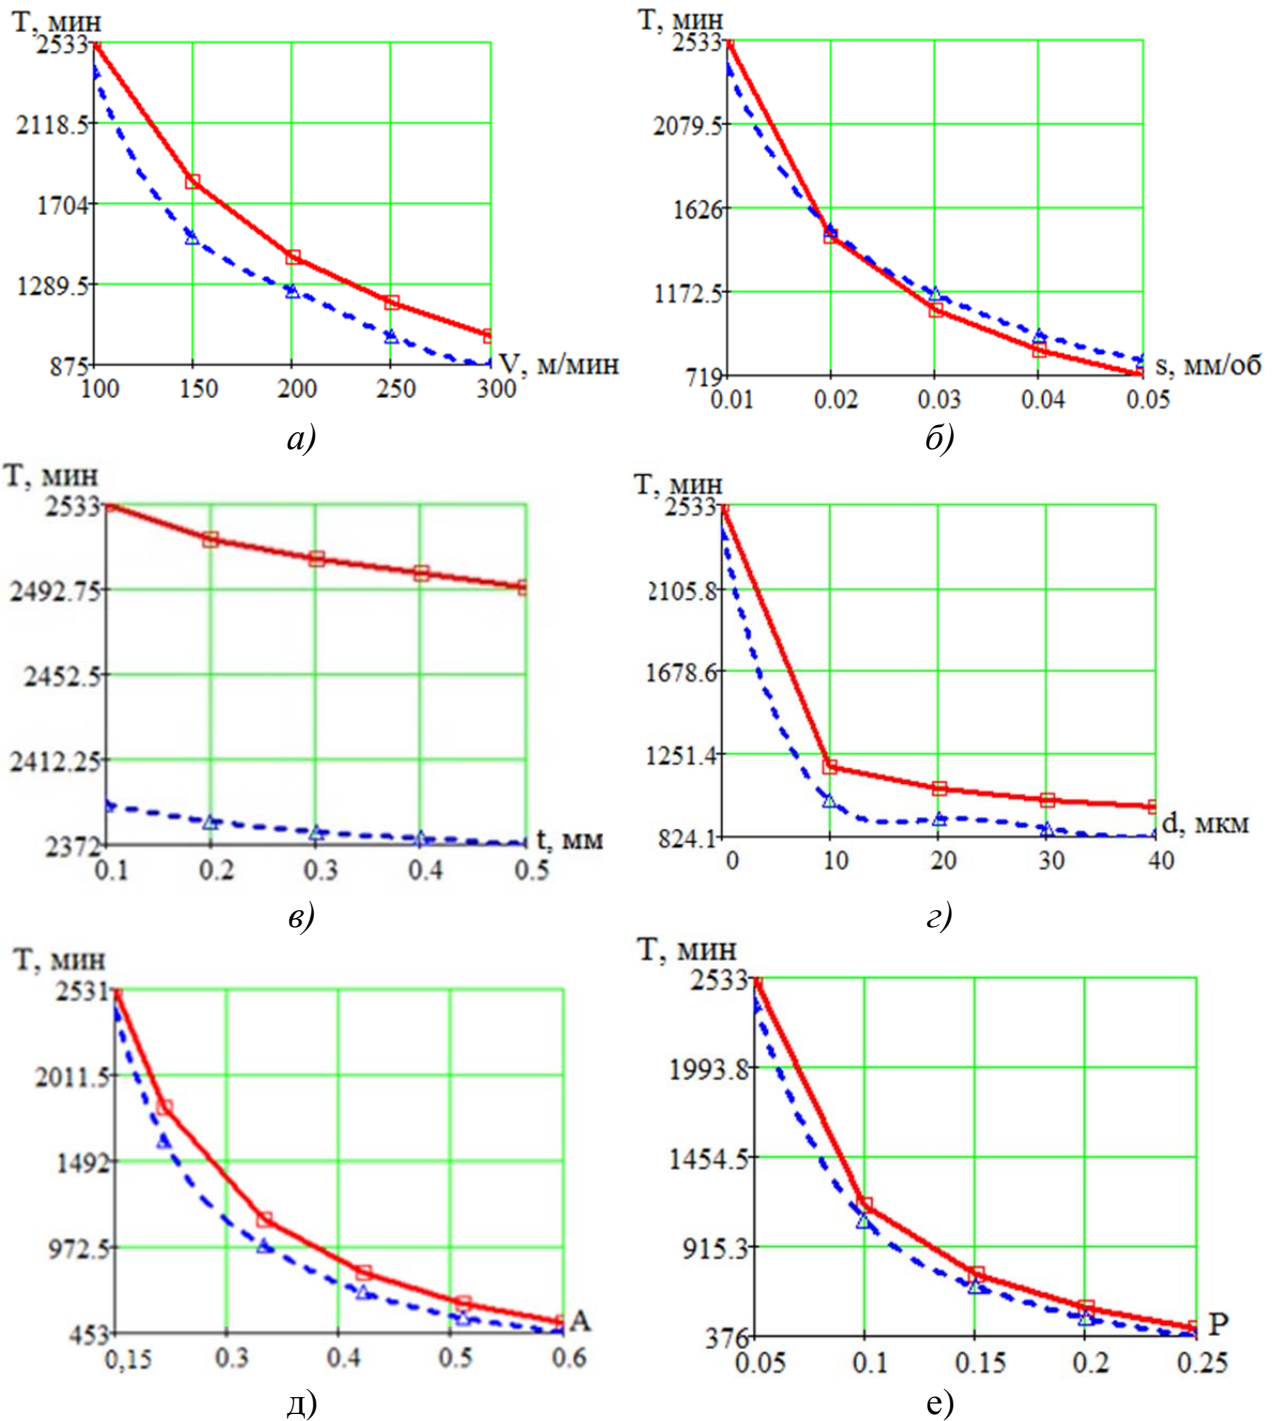 T, мин
2533
2118.5
1704
1289.5
875
100 150 200 250 300
V, м/мин
а)
T, мин
2533
2079.5
1626
1172.5
719
0.01 0.02 0.03 0.04 0.05
s, мм/об
б)
T, мин
2533
2492.75
2452.5
2412.25
2372
0.1 0.2 0.3 0.4 0.5
t, мм
в)
T, мин
2533
2105.8
1678.6
1251.4
824.1
0 10 20 30 40
d, мкм
г)
T, мин
2531
2011.5
1492
972.5
453
0,15 0.3 0.4 0.5 0.6
A
д)
T, мин
2533
1993.8
1454.5
915.3
376
0.05 0.1 0.15 0.2 0.25
P
е)